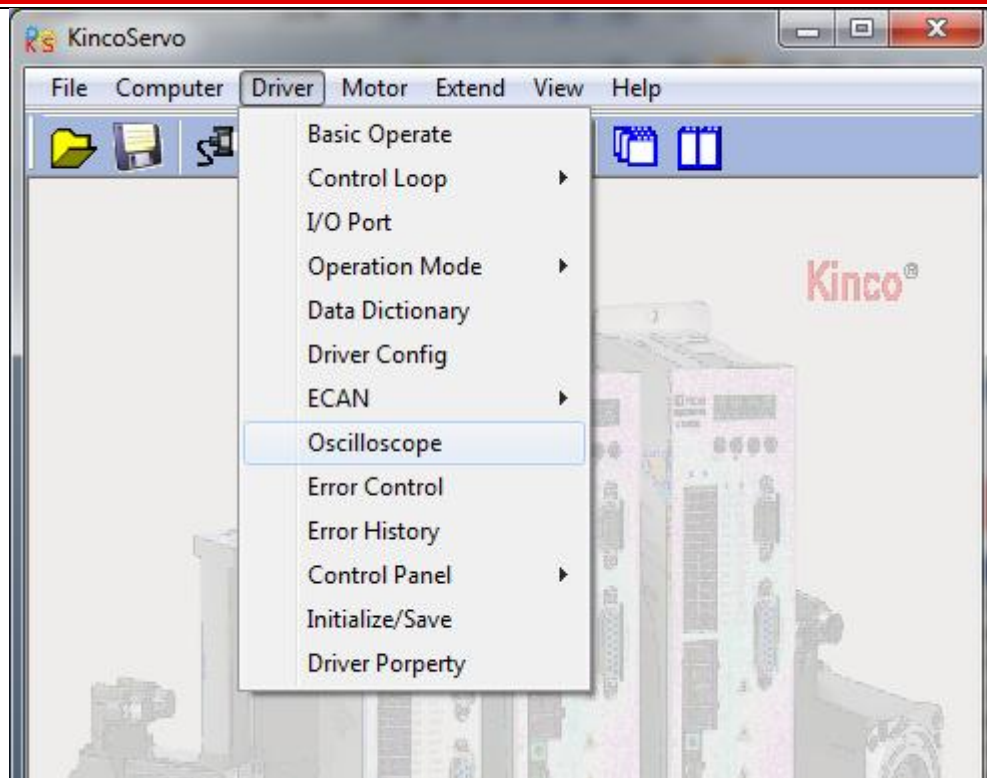 KincoServo
File Computer Driver Motor Extend View Help
Basic Operate
Control Loop
I/O Port
Operation Mode
Data Dictionary
Driver Config
ECAN
Oscilloscope
Error Control
Error History
Control Panel
Initialize/Save
Driver Porperty
Kinco®